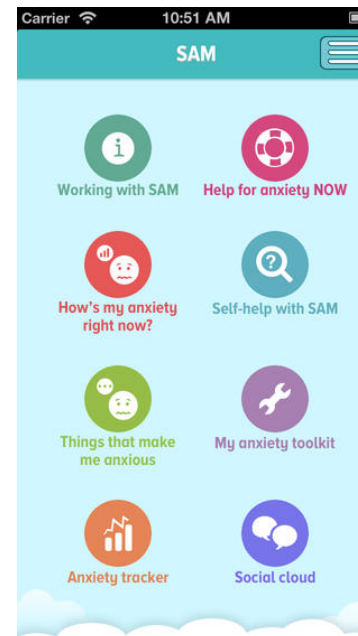 Carrier 10:51 AM
SAM
Working with SAM
Help for anxiety NOW
How's my anxiety
right now?
Self-help with SAM
Things that make
me anxious
My anxiety toolkit
Anxiety tracker
Social cloud